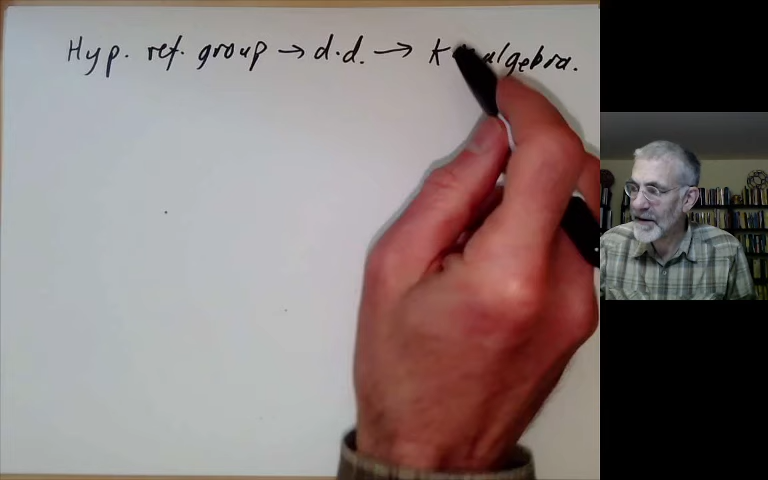 Hyp. ref. group → d.d. → K algebra.